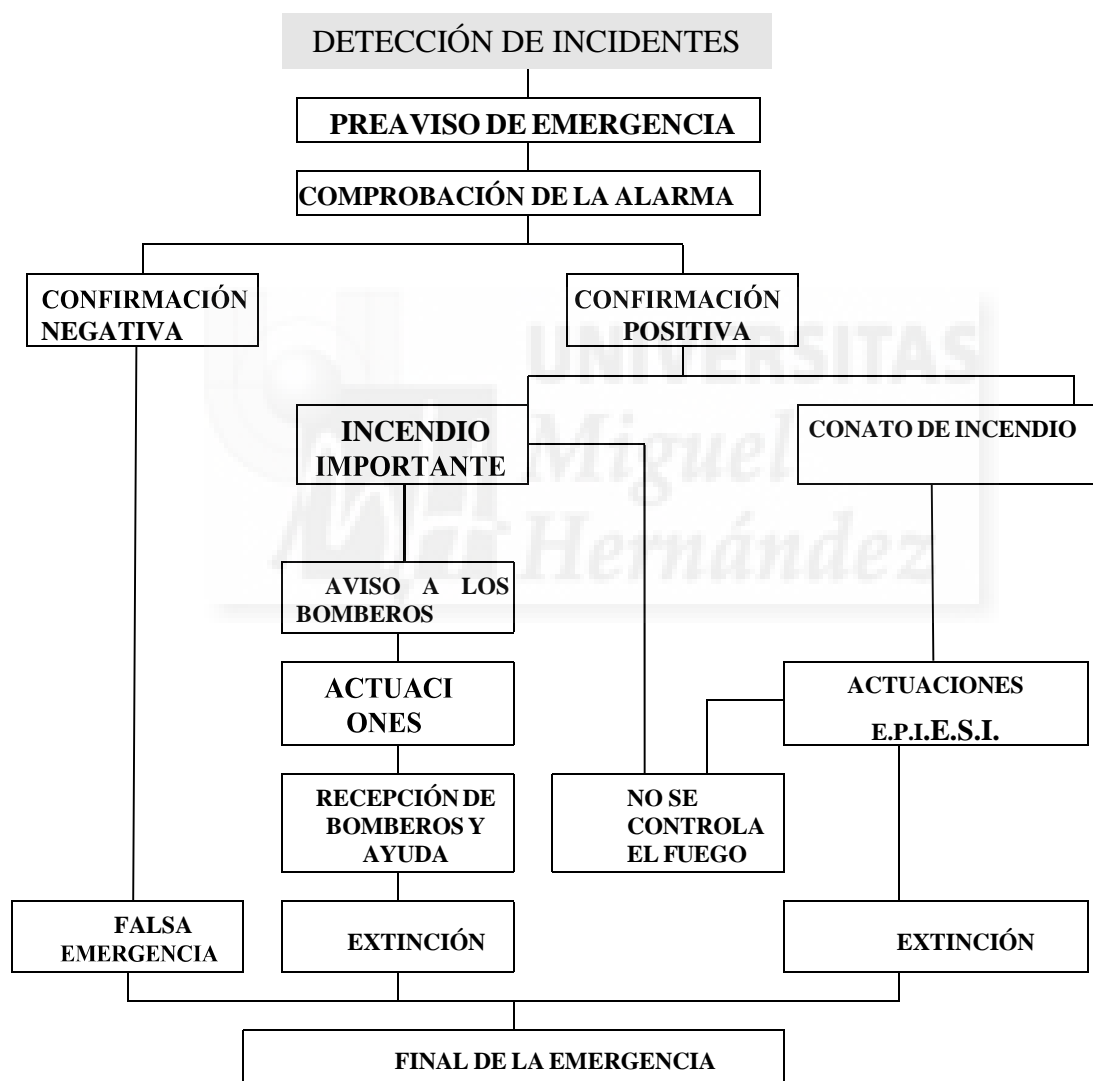 DETECCIÓN DE INCIDENTES
PREAVISO DE EMERGENCIA
COMPROBACIÓN DE LA ALARMA
CONFIRMACIÓN
NEGATIVA
CONFIRMACIÓN
POSITIVA
UNIVERSITAS
Miguel
Hernández
INCENDIO
IMPORTANTE
CONATO DE INCENDIO
AVISO A LOS
BOMBEROS
ACTUACI
ONES
ACTUACIONES
E.P.I.E.S.I.
RECEPCIÓN DE
BOMBEROS Y
AYUDA
NO SE
CONTROLA
EL FUEGO
FALSA
EMERGENCIA
EXTINCIÓN
EXTINCIÓN
FINAL DE LA EMERGENCIA